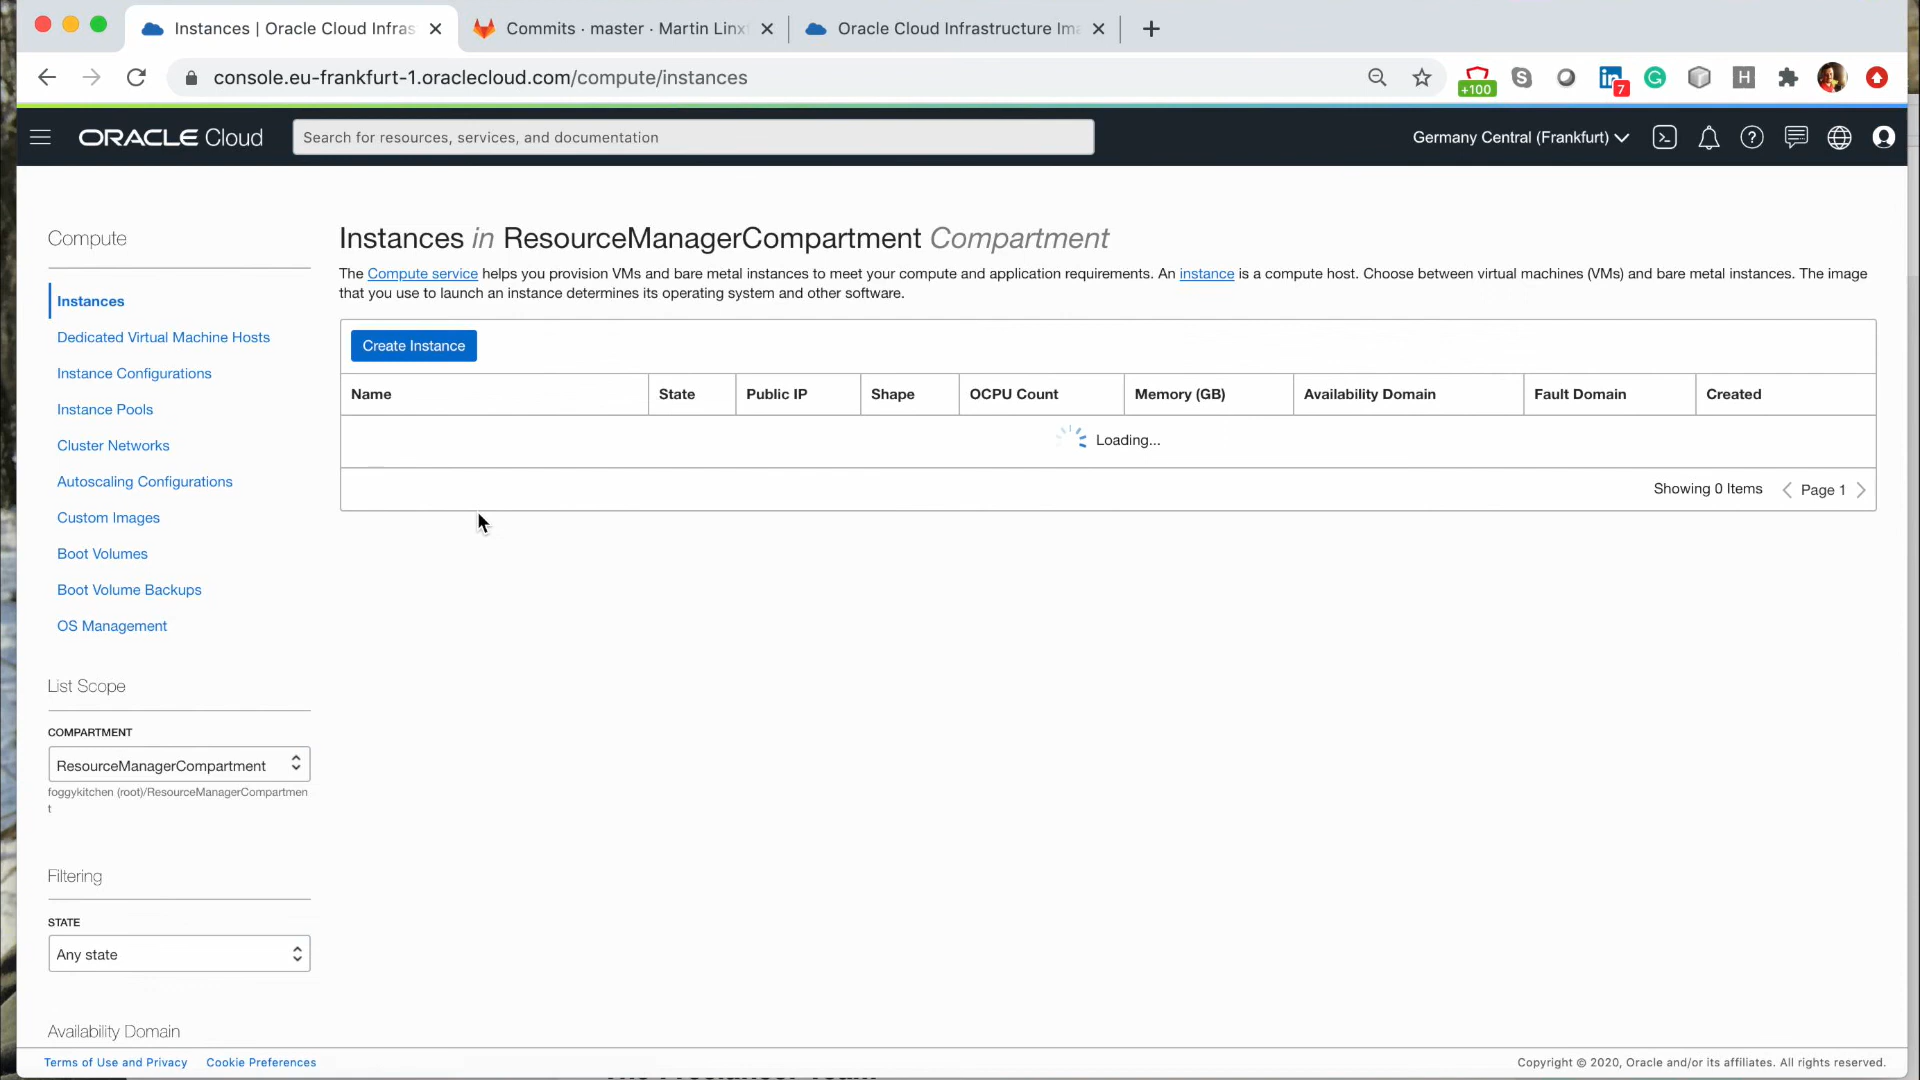 Instances | Oracle Cloud Infras
Commits · master · Martin Linxf
Oracle Cloud Infrastructure Ima
console.eu-frankfurt-1.oraclecloud.com/compute/instances
+100
7
H
ORACLE Cloud
Search for resources, services, and documentation
Germany Central (Frankfurt)
Compute
Instances
Dedicated Virtual Machine Hosts
Instance Configurations
Instance Pools
Cluster Networks
Autoscaling Configurations
Custom Images
Boot Volumes
Boot Volume Backups
OS Management
List Scope
COMPARTMENT
ResourceManagerCompartment
foggykitchen (root)/ResourceManagerCompartmen
t
Filtering
STATE
Any state
Availability Domain
Instances in ResourceManagerCompartment Compartment
The Compute service helps you provision VMs and bare metal instances to meet your compute and application requirements. An instance is a compute host. Choose between virtual machines (VMs) and bare metal instances. The image
that you use to launch an instance determines its operating system and other software.
Create Instance
Name State Public IP Shape OCPU Count Memory (GB) Availability Domain Fault Domain Created
Loading...
Showing 0 Items Page 1
Terms of Use and Privacy Cookie Preferences
Copyright © 2020, Oracle and/or its affiliates. All rights reserved.